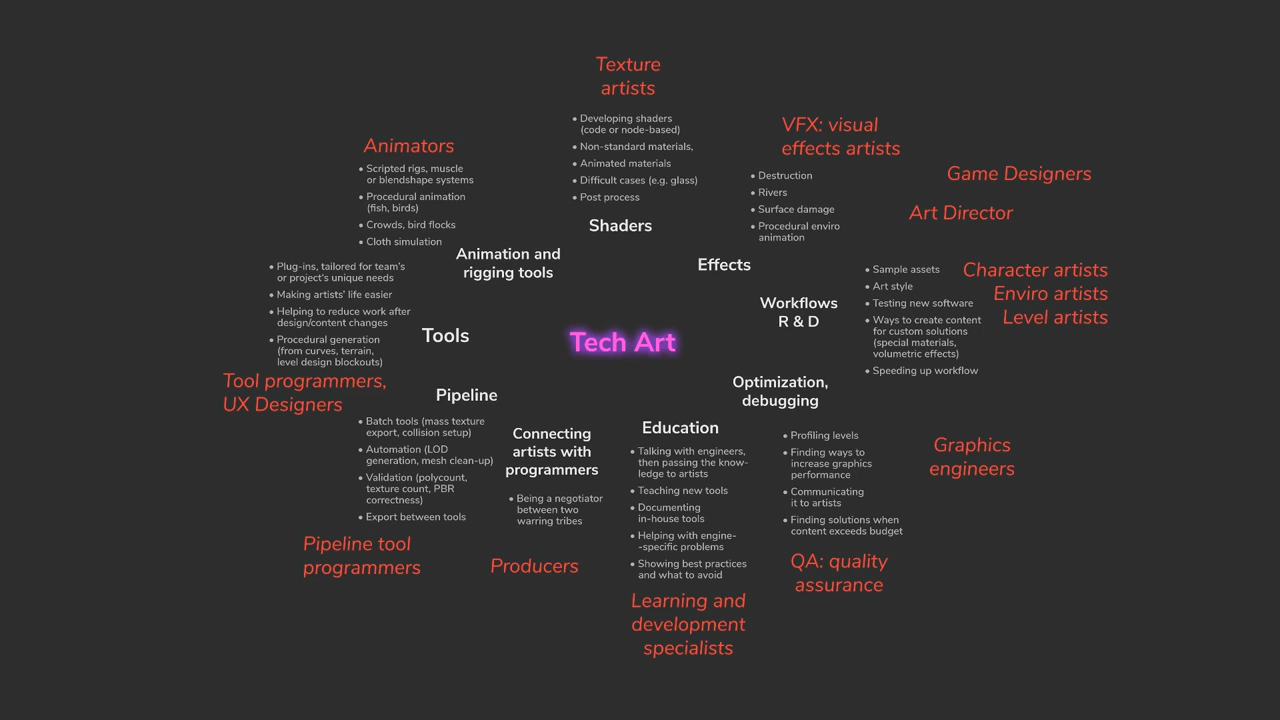 Texture
artists
• Developing shaders
(code or node-based)
• Non-standard materials,
• Animated materials
• Difficult cases (e.g. glass)
• Post process
Shaders
VFX: visual
effects artists
• Destruction
• Rivers
• Surface damage
• Procedural enviro
animation
Effects
Game Designers
Art Director
Animators
• Scripted rigs, muscle
or blendshape systems
• Procedural animation
(fish, birds)
• Crowds, bird flocks
• Cloth simulation
Animation and
rigging tools
• Plug-ins, tailored for team's
or project's unique needs
• Making artists' life easier
• Helping to reduce work after
design/content changes
• Procedural generation
(from curves, terrain,
level design blockouts)
Tools
Tool programmers,
UX Designers
Tech Art
Workflows
R & D
• Sample assets
• Art style
• Testing new software
• Ways to create content
for custom solutions
(special materials,
volumetric effects)
• Speeding up workflow
Character artists
Enviro artists
Level artists
Pipeline
• Batch tools (mass texture
export, collision setup)
• Automation (LOD
generation, mesh clean-up)
• Validation (polycount,
texture count, PBR
correctness)
• Export between tools
Pipeline tool
programmers
Connecting
artists with
programmers
• Being a negotiator
between two
warring tribes
Producers
Education
• Talking with engineers,
then passing the know-
ledge to artists
• Teaching new tools
• Documenting
in-house tools
• Helping with engine-
-specific problems
• Showing best practices
and what to avoid
Learning and
development
specialists
Optimization,
debugging
• Profiling levels
• Finding ways to
increase graphics
performance
• Communicating
it to artists
• Finding solutions when
content exceeds budget
Graphics
engineers
QA: quality
assurance